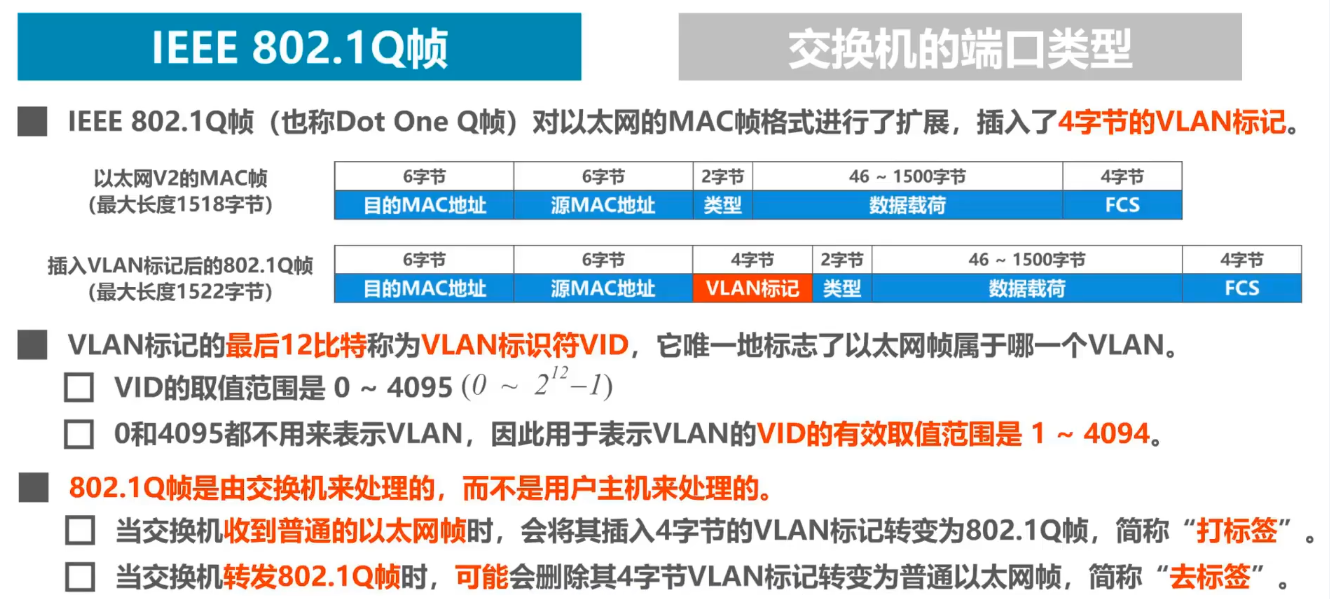 IEEE 802.1Q帧
交换机的端口类型
IEEE 802.1Q帧（也称Dot One Q帧）对以太网的MAC帧格式进行了扩展，插入了4字节的VLAN标记。
以太网V2的MAC帧
（最大长度1518字节）
6字节 6字节 2字节 46 ~ 1500字节 4字节
目的MAC地址 源MAC地址 类型 数据载荷 FCS
插入VLAN标记后的802.1Q帧
（最大长度1522字节）
6字节 6字节 4字节 2字节 46 ~ 1500字节 4字节
目的MAC地址 源MAC地址 VLAN标记 类型 数据载荷 FCS
VLAN标记的最后12比特称为VLAN标识符VID，它唯一地标志了以太网帧属于哪一个VLAN。
VID的取值范围是 0 ~ 4095 (0 ~ 2^12−1)
0和4095都不用来表示VLAN，因此用于表示VLAN的VID的有效取值范围是 1 ~ 4094。
802.1Q帧是由交换机来处理的，而不是用户主机来处理的。
当交换机收到普通的以太网帧时，会将其插入4字节的VLAN标记转变为802.1Q帧，简称“打标签”。
当交换机转发802.1Q帧时，可能会删除其4字节VLAN标记转变为普通以太网帧，简称“去标签”。